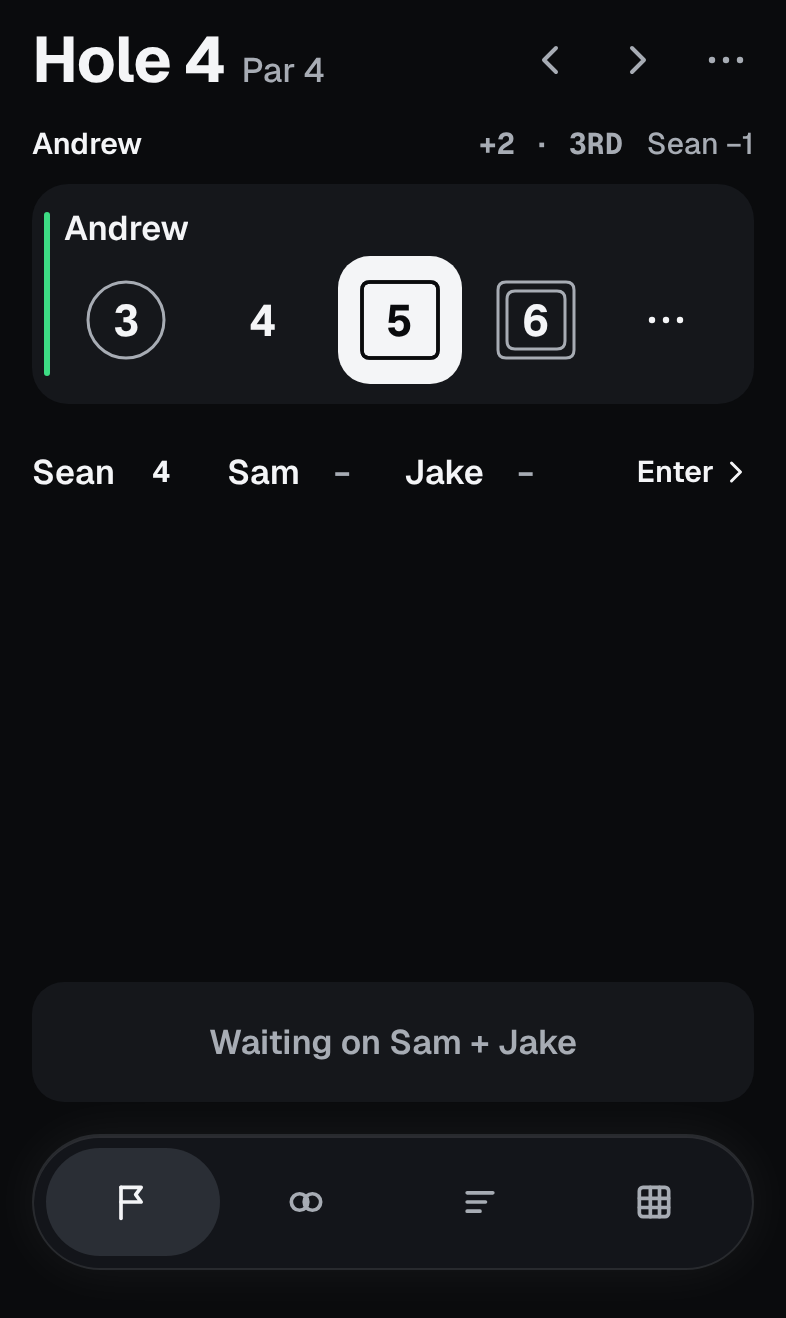 Hole 4 Par 4
Andrew +2 · 3RD Sean –1
Andrew
3 4 5 6 ...
Sean 4 Sam – Jake – Enter >
Waiting on Sam + Jake